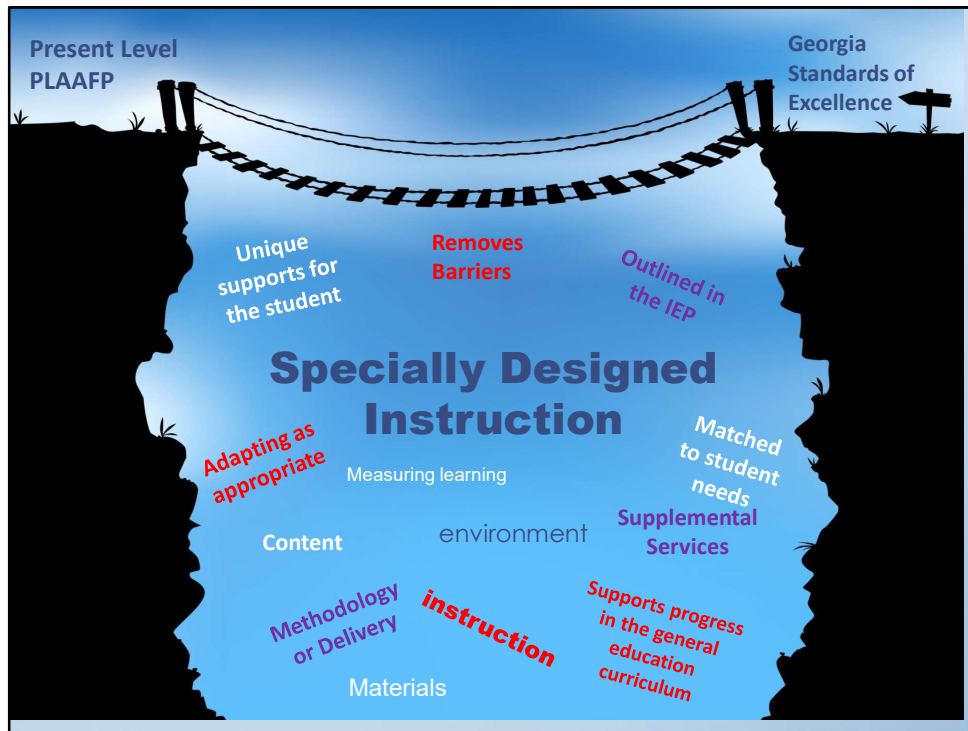 Present Level
PLAAFP
Georgia
Standards of
Excellence
Unique
supports for
the student
Removes
Barriers
Outlined in
the IEP
Specially Designed
Instruction
Adapting as
appropriate
Measuring learning
Matched
to student
needs
Content
environment
Supplemental
Services
Methodology
or Delivery
instruction
Supports progress
in the general
education
curriculum
Materials